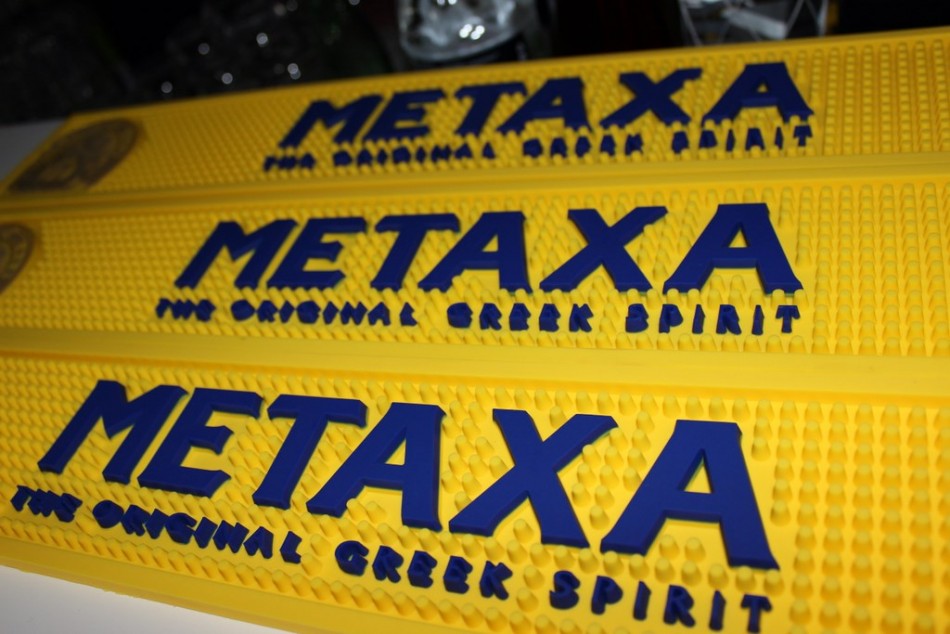 METAXA
THE ORIGINAL GREEK SPIRIT
METAXA
THE ORIGINAL GREEK SPIRIT
METAXA
THE ORIGINAL GREEK SPIRIT